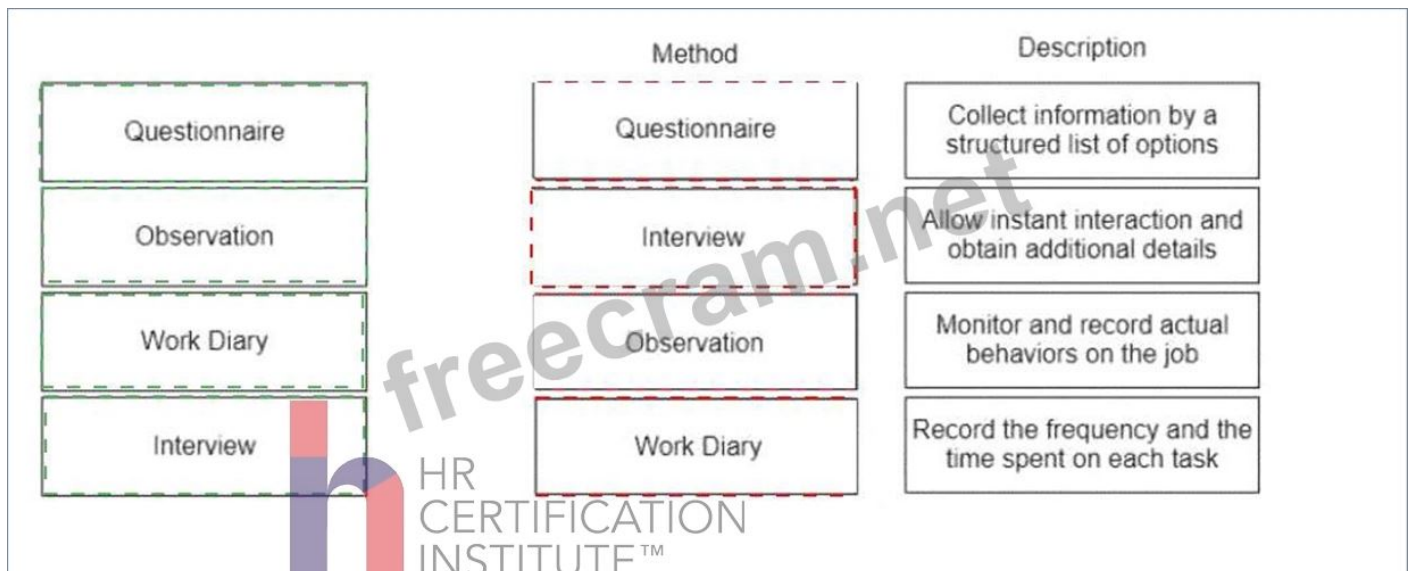 Method
Description
Questionnaire
Observation
Work Diary
Interview
Questionnaire
Interview
Observation
Work Diary
Collect information by a
structured list of options
Allow instant interaction and
obtain additional details
Monitor and record actual
behaviors on the job
Record the frequency and the
time spent on each task
freecram.net
HR
CERTIFICATION
INSTITUTE™